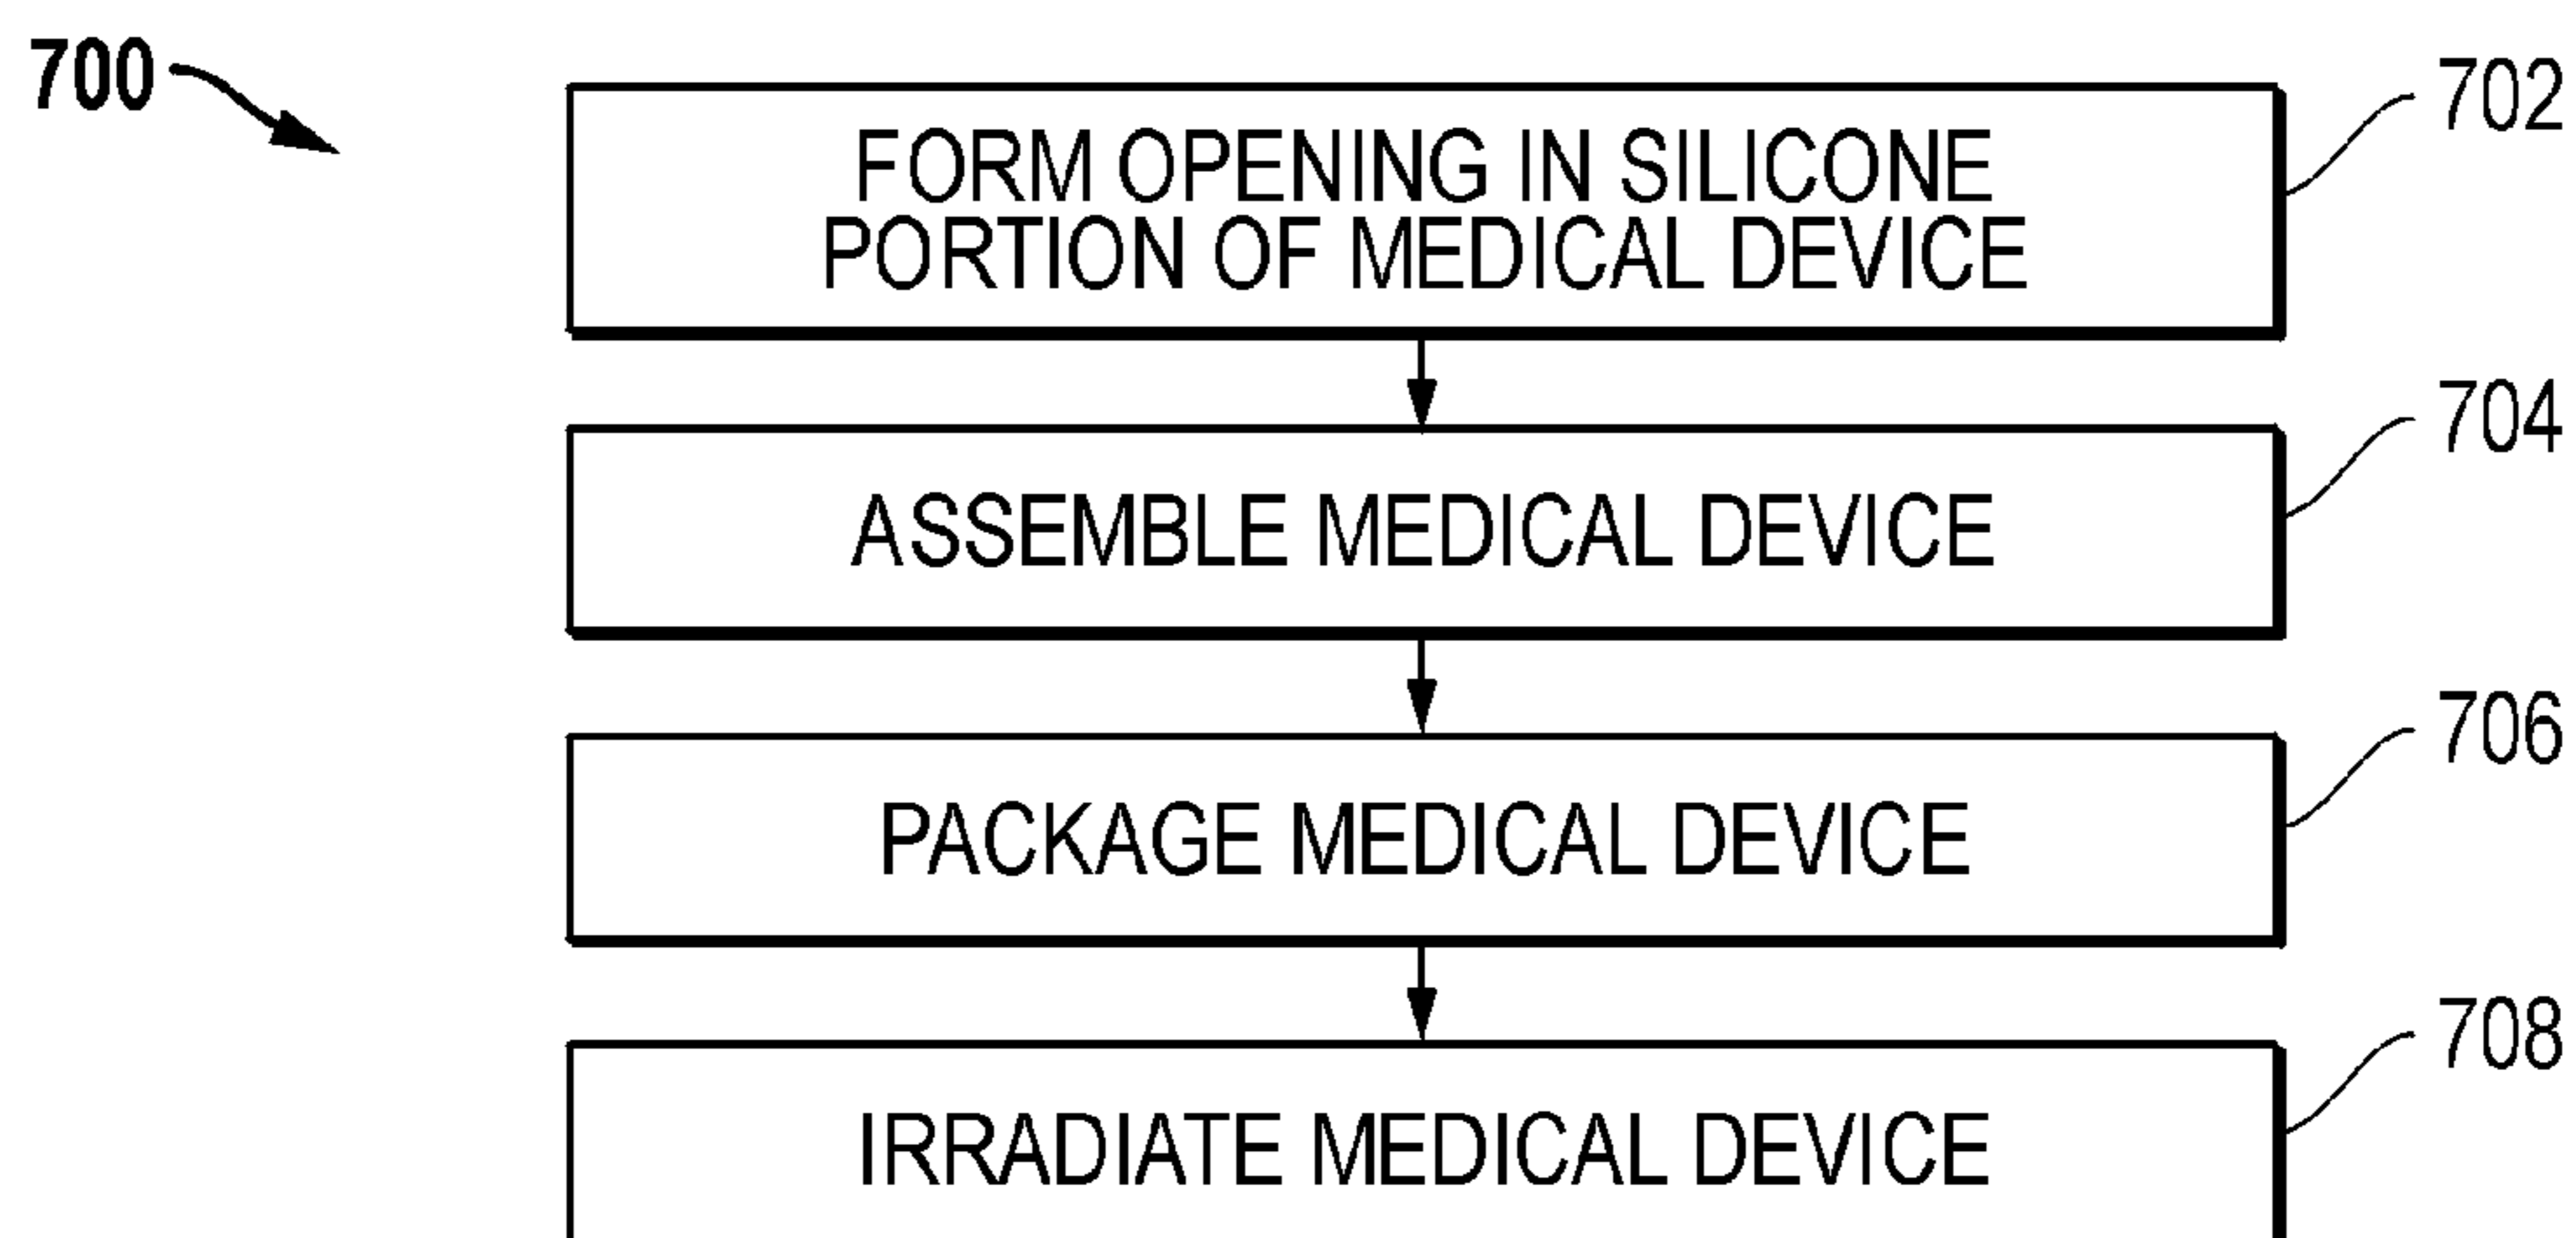 700
702
FORM OPENING IN SILICONE
PORTION OF MEDICAL DEVICE
704
ASSEMBLE MEDICAL DEVICE
706
PACKAGE MEDICAL DEVICE
708
IRRADIATE MEDICAL DEVICE